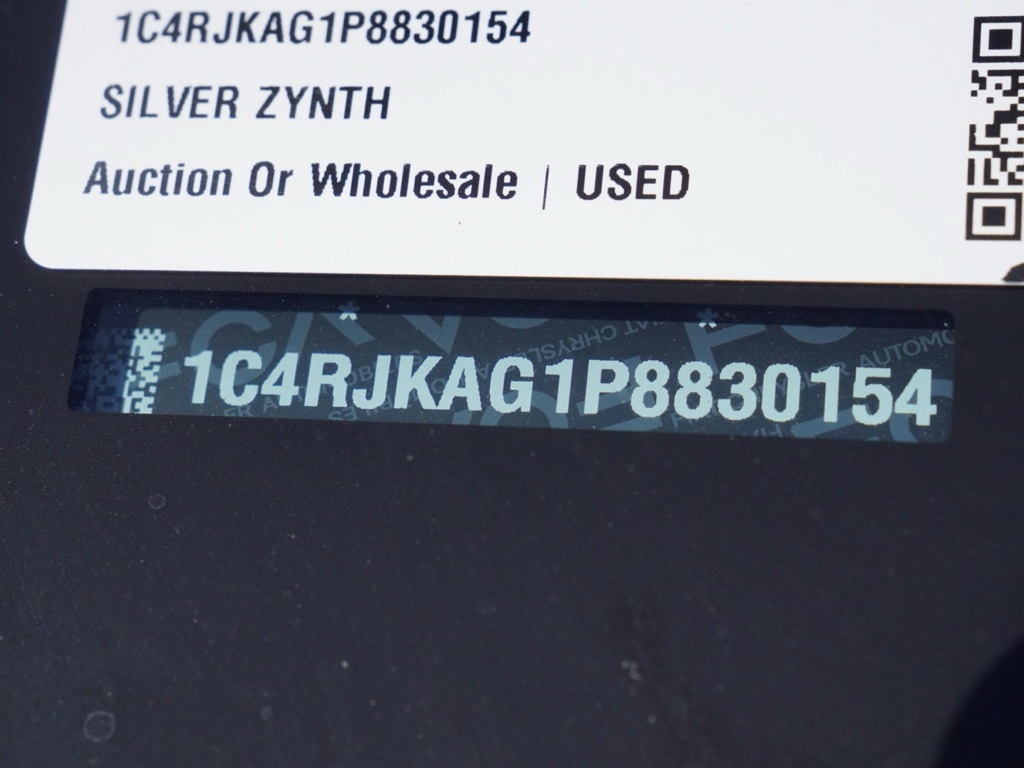 1C4RJKAG1P8830154
SILVER ZYNTH
Auction Or Wholesale | USED
* *
1C4RJKAG1P8830154